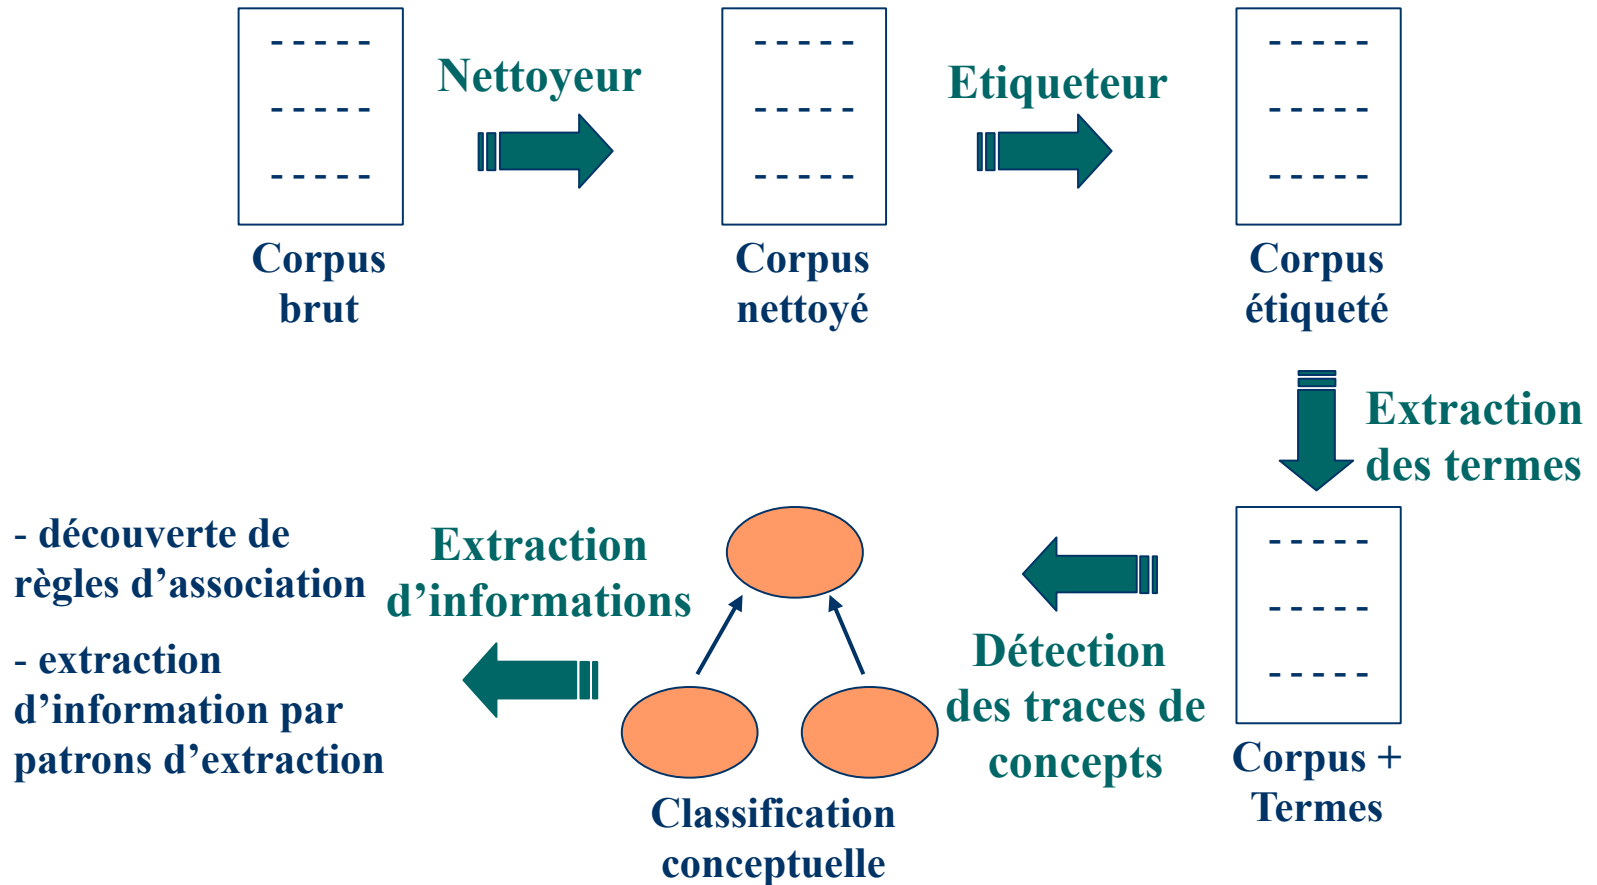 Nettoyeur
Etiqueteur
Corpus
brut
Corpus
nettoyé
Corpus
étiqueté
Extraction
des termes
Corpus +
Termes
Détection
des traces de
concepts
Classification
conceptuelle
Extraction
d’informations
- découverte de
règles d’association
- extraction
d’information par
patrons d’extraction